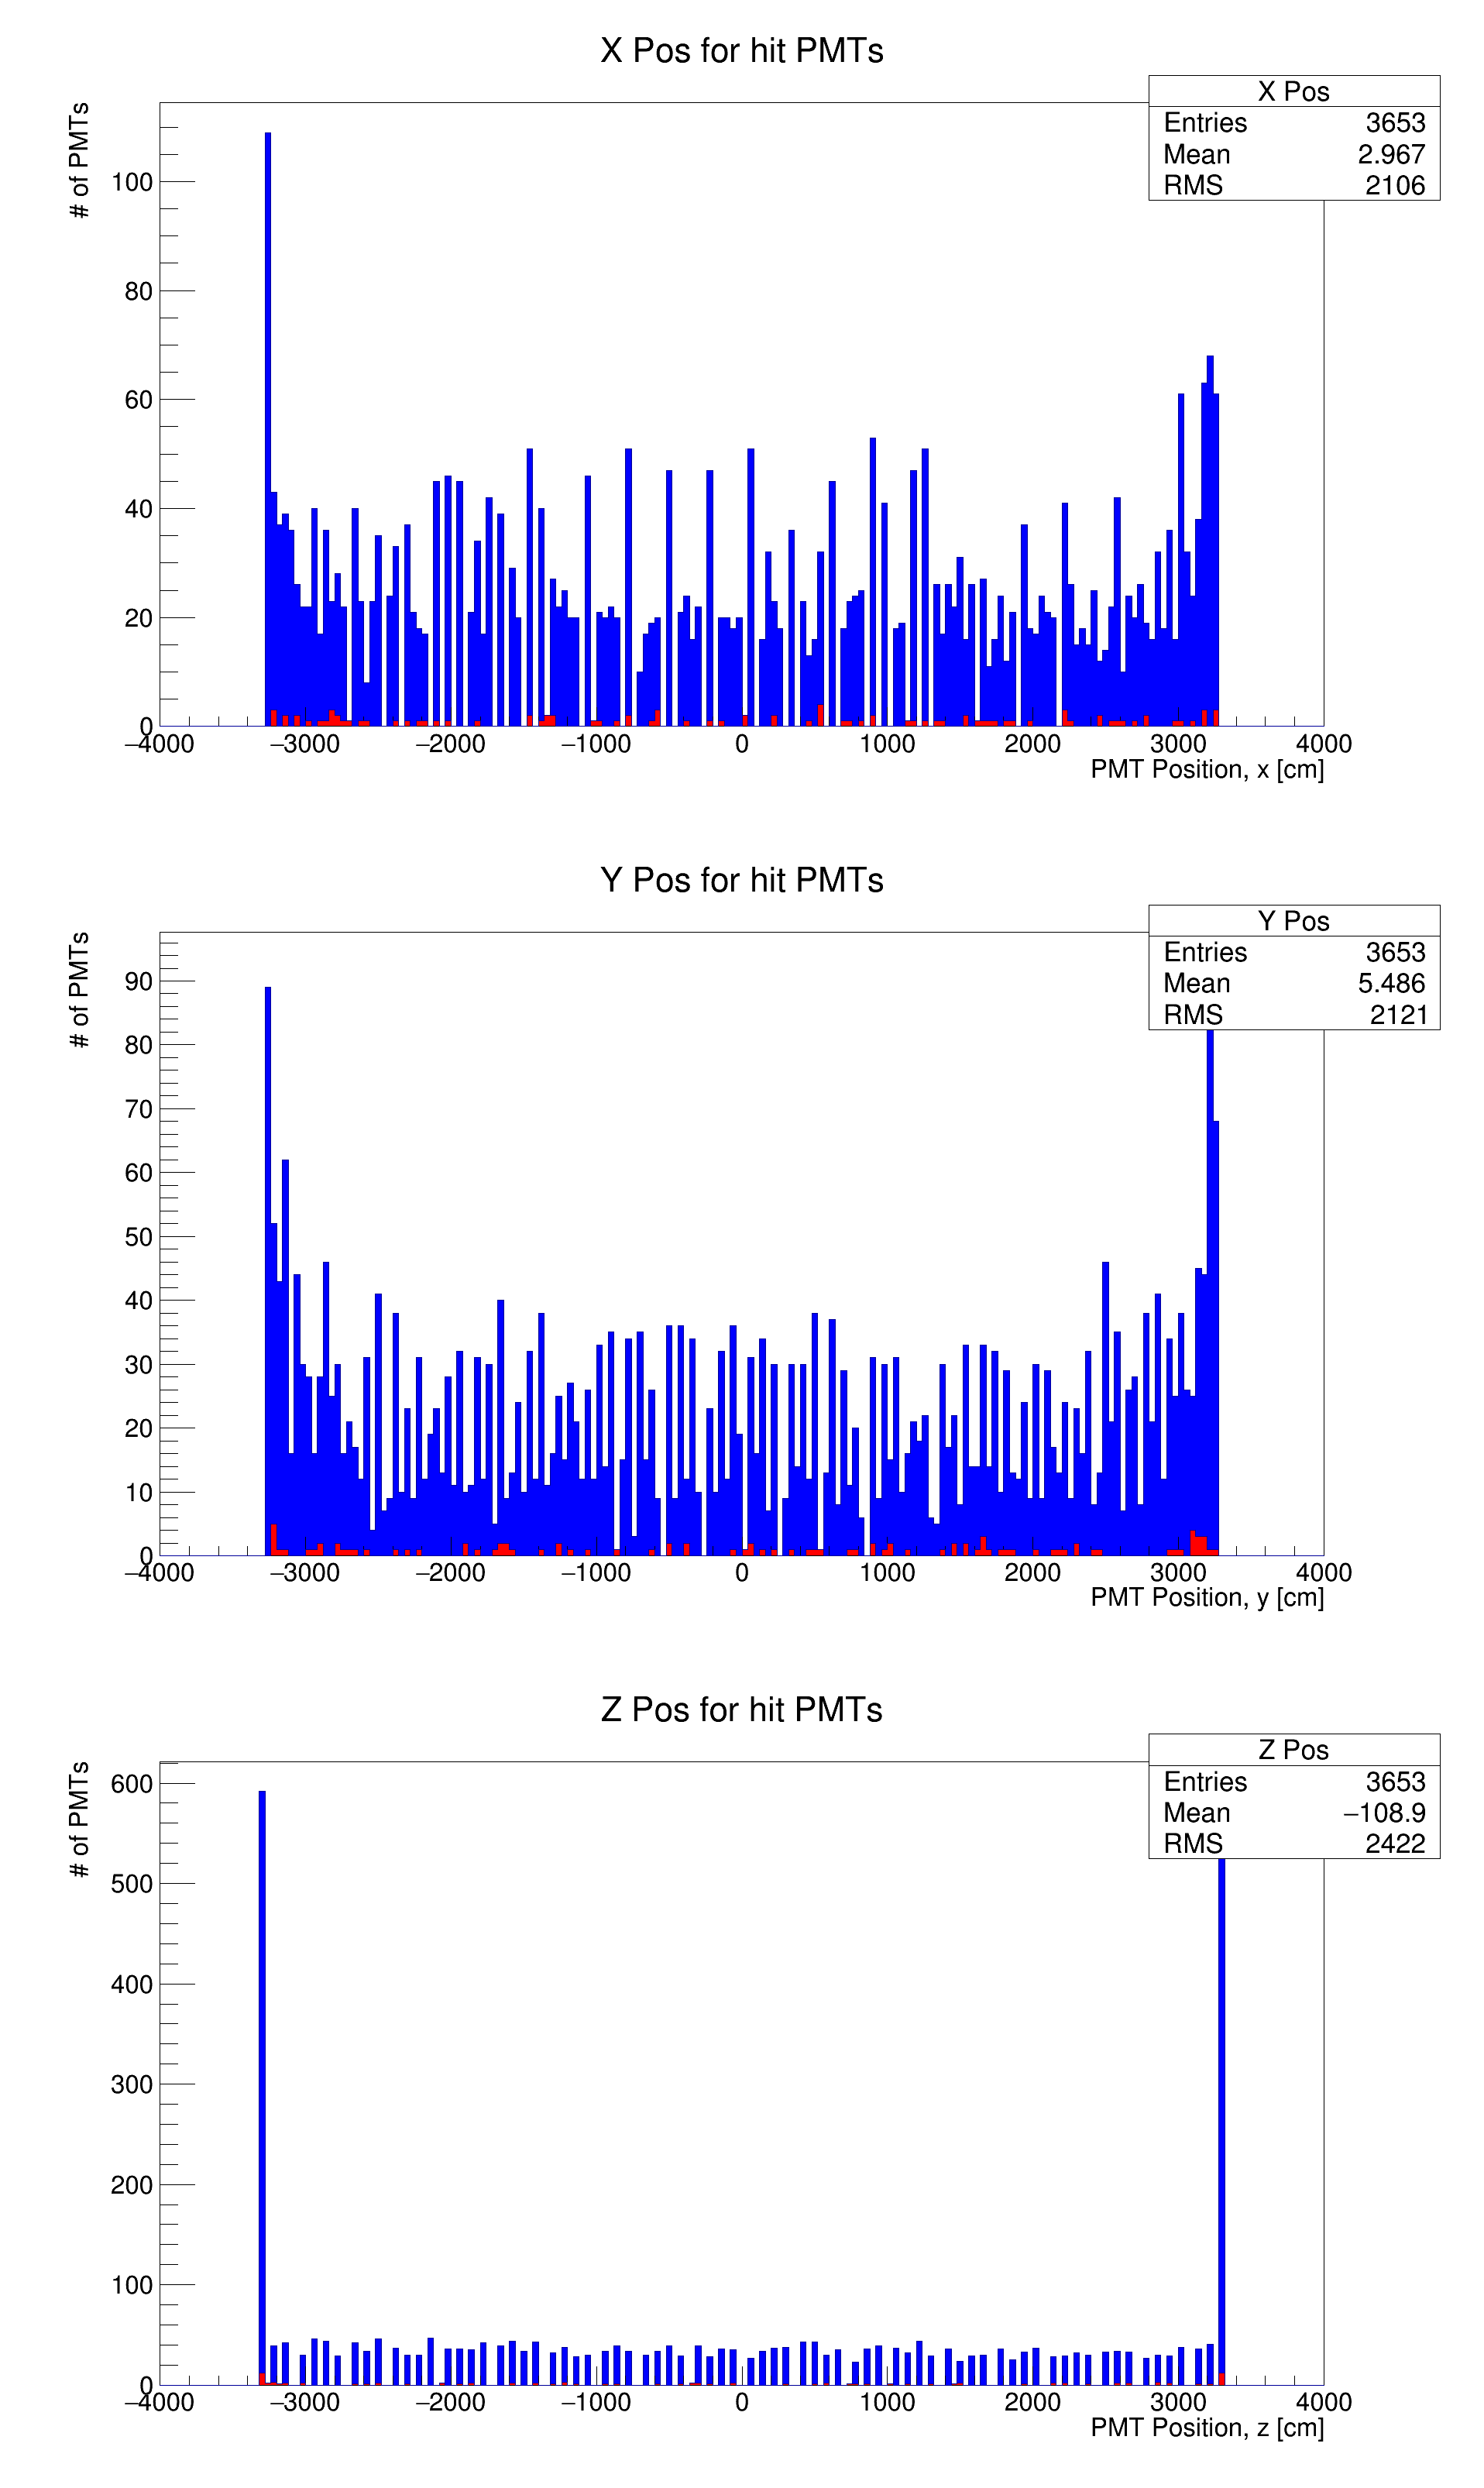 X Pos for hit PMTs
# of PMTs
X Pos
Entries 3653
Mean 2.967
RMS 2106
100
80
60
40
20
0
−4000 −3000 −2000 −1000 0 1000 2000 3000 4000
PMT Position, x [cm]
Y Pos for hit PMTs
# of PMTs
Y Pos
Entries 3653
Mean 5.486
RMS 2121
90
80
70
60
50
40
30
20
10
0
−4000 −3000 −2000 −1000 0 1000 2000 3000 4000
PMT Position, y [cm]
Z Pos for hit PMTs
# of PMTs
Z Pos
Entries 3653
Mean −108.9
RMS 2422
600
500
400
300
200
100
0
−4000 −3000 −2000 −1000 0 1000 2000 3000 4000
PMT Position, z [cm]